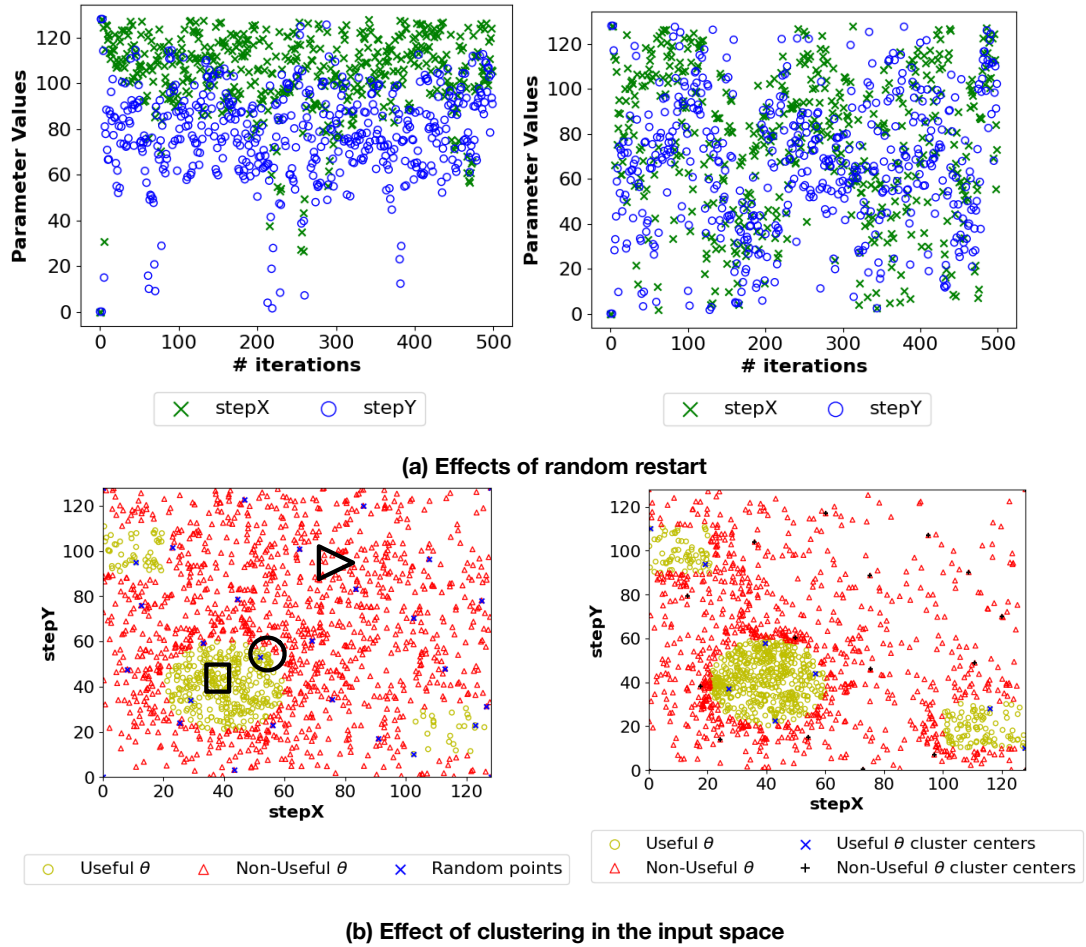 120
100
80
60
40
20
0
Parameter Values
0 100 200 300 400 500
# iterations
stepX stepY
120
100
80
60
40
20
0
Parameter Values
0 100 200 300 400 500
# iterations
stepX stepY
(a) Effects of random restart
120
100
80
60
40
20
0
stepY
0 20 40 60 80 100 120
stepX
Useful θ Non-Useful θ Random points
120
100
80
60
40
20
0
stepY
0 20 40 60 80 100 120
stepX
Useful θ Useful θ cluster centers
Non-Useful θ Non-Useful θ cluster centers
(b) Effect of clustering in the input space